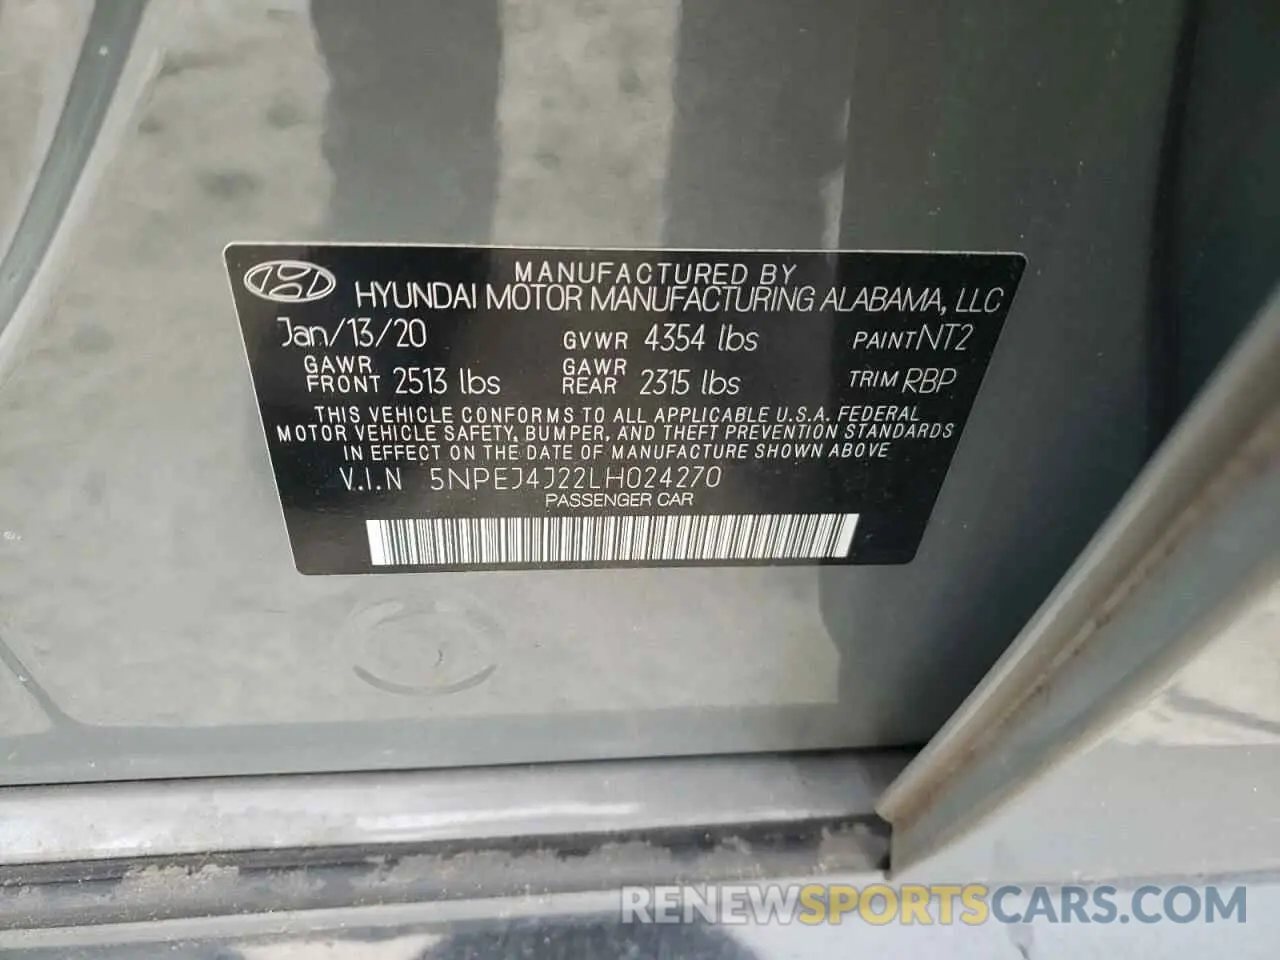 MANUFACTURED BY
HYUNDAI MOTOR MANUFACTURING ALABAMA, LLC
Jan/13/20 GVWR 4354 lbs PAINT NT2
GAWR FRONT 2513 lbs GAWR REAR 2315 lbs TRIM RBP
THIS VEHICLE CONFORMS TO ALL APPLICABLE U.S.A. FEDERAL
MOTOR VEHICLE SAFETY, BUMPER, AND THEFT PREVENTION STANDARDS
IN EFFECT ON THE DATE OF MANUFACTURE SHOWN ABOVE
V.I.N 5NPEJ4J22LH024270
PASSENGER CAR
RENEWSPORTSCARS.COM